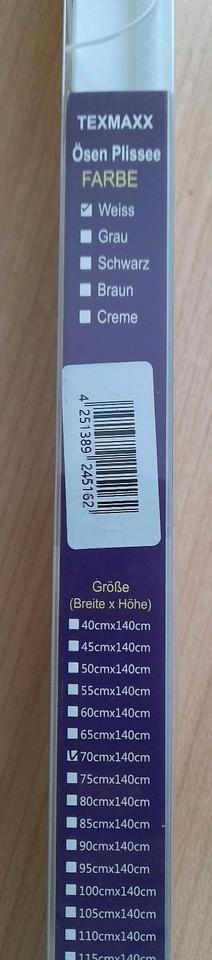 TEXMAXX
Ösen Plissee
FARBE
Weiss
Grau
Schwarz
Braun
Creme
4 251389 245162
Größe
(Breite x Höhe)
40cmx140cm
45cmx140cm
50cmx140cm
55cmx140cm
60cmx140cm
65cmx140cm
70cmx140cm
75cmx140cm
80cmx140cm
85cmx140cm
90cmx140cm
95cmx140cm
100cmx140cm
105cmx140cm
110cmx140cm
115cmx140cm